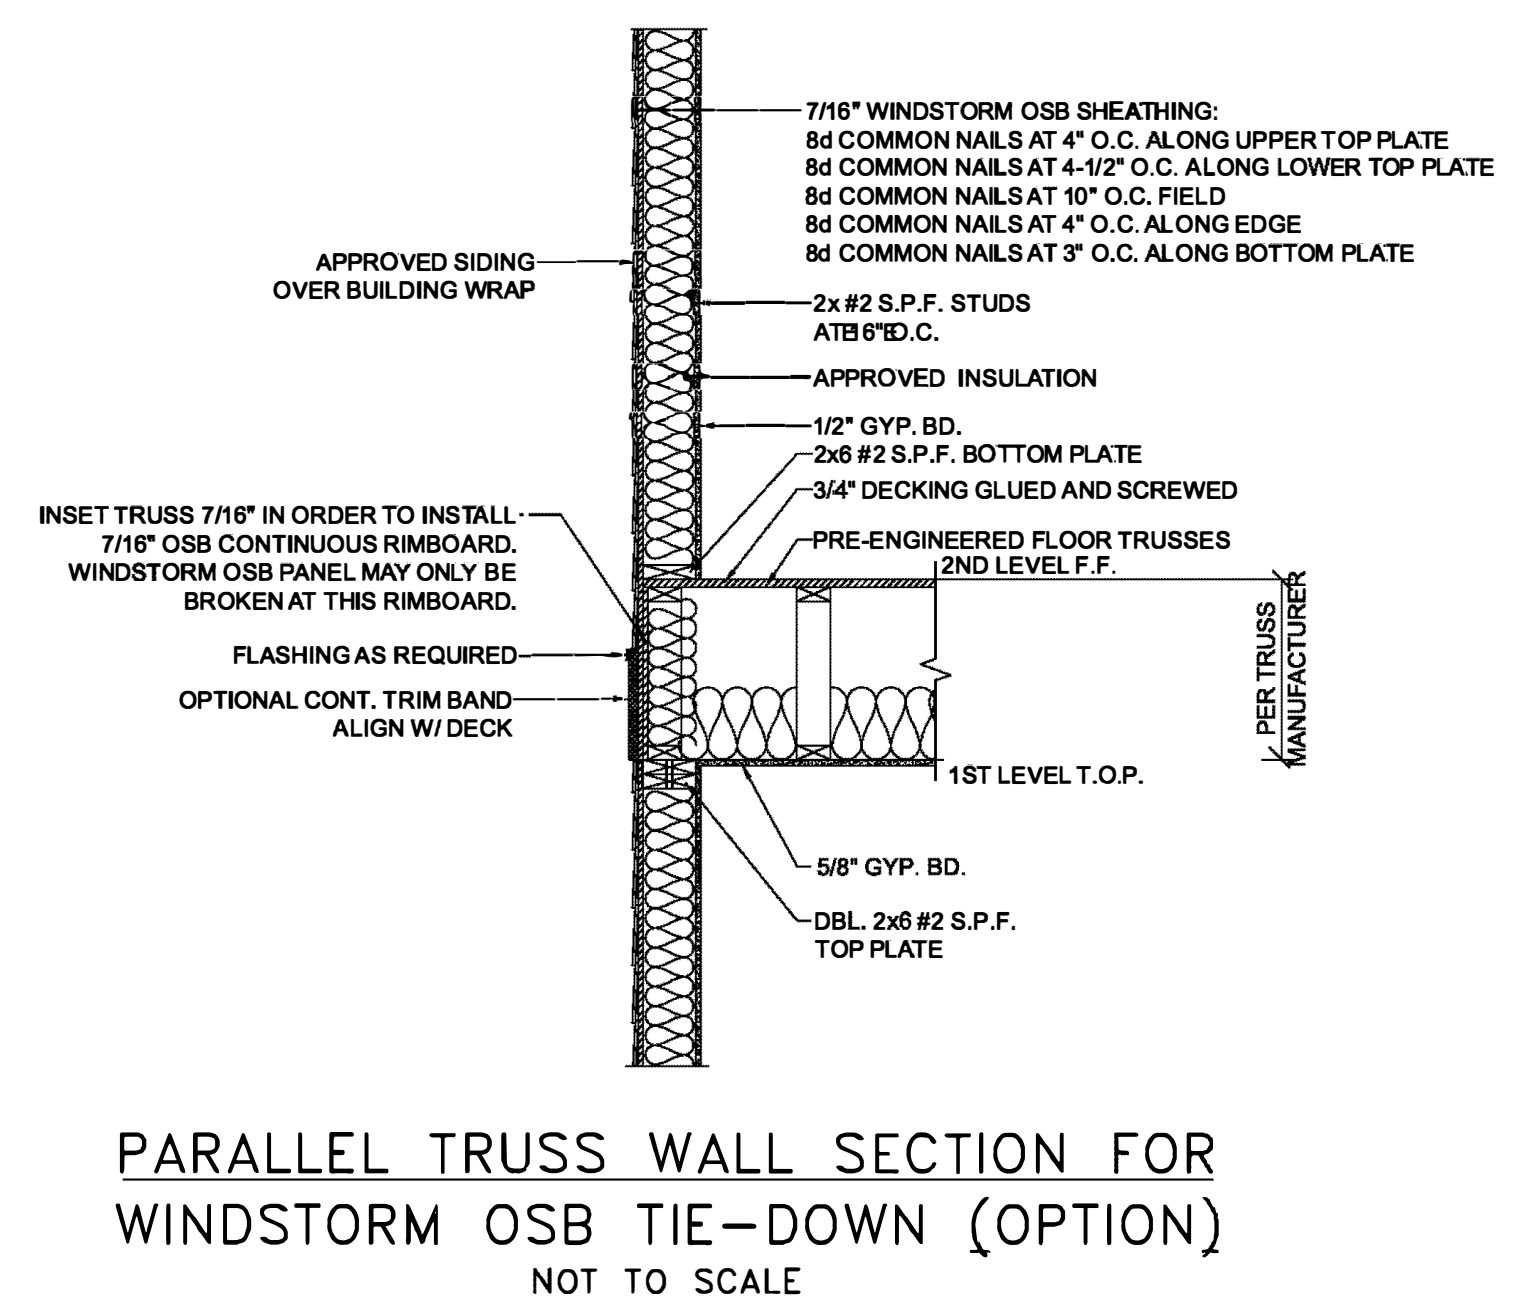 7/16" WINDSTORM OSB SHEATHING:
8d COMMON NAILS AT 4" O.C. ALONG UPPER TOP PLATE
8d COMMON NAILS AT 4-1/2" O.C. ALONG LOWER TOP PLATE
8d COMMON NAILS AT 10" O.C. FIELD
8d COMMON NAILS AT 4" O.C. ALONG EDGE
8d COMMON NAILS AT 3" O.C. ALONG BOTTOM PLATE
APPROVED SIDING
OVER BUILDING WRAP
2x #2 S.P.F. STUDS
AT 16" O.C.
APPROVED INSULATION
1/2" GYP. BD.
2x6 #2 S.P.F. BOTTOM PLATE
3/4" DECKING GLUED AND SCREWED
INSET TRUSS 7/16" IN ORDER TO INSTALL
7/16" OSB CONTINUOUS RIMBOARD.
WINDSTORM OSB PANEL MAY ONLY BE
BROKEN AT THIS RIMBOARD.
PRE-ENGINEERED FLOOR TRUSSES
2ND LEVEL F.F.
PER TRUSS
MANUFACTURER
FLASHING AS REQUIRED
OPTIONAL CONT. TRIM BAND
ALIGN W/ DECK
1ST LEVEL T.O.P.
5/8" GYP. BD.
DBL. 2x6 #2 S.P.F.
TOP PLATE
PARALLEL TRUSS WALL SECTION FOR
WINDSTORM OSB TIE-DOWN (OPTION)
NOT TO SCALE